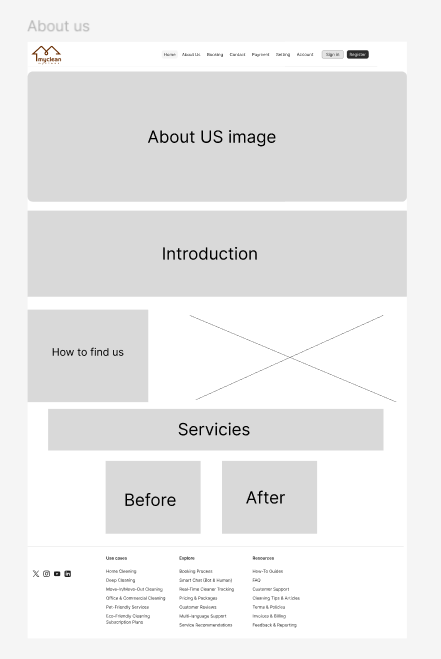 About us
myclean
Home About Us Booking Contact Payment Setting Account Sign in Register
About US image
Introduction
How to find us
Servicies
Before
After
Use cases
Home Cleaning
Deep Cleaning
Move-in/Move-Out Cleaning
Office & Commercial Cleaning
Pet-Friendly Services
Eco-Friendly Cleaning
Subscription Plans
Explore
Booking Process
Smart Chat (Bot & Human)
Real-Time Cleaner Tracking
Pricing & Packages
Customer Reviews
Multi-language Support
Service Recommendations
Resources
How-To Guides
FAQ
Customer Support
Cleaning Tips & Articles
Terms & Policies
Invoices & Billing
Feedback & Reporting